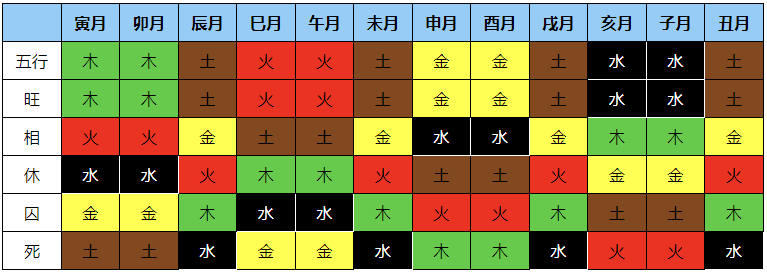 寅月 卯月 辰月 巳月 午月 未月 申月 酉月 戌月 亥月 子月 丑月
五行 木 木 土 火 火 土 金 金 土 水 水 土
旺 木 木 土 火 火 土 金 金 土 水 水 土
相 火 火 金 土 土 金 水 水 金 木 木 金
休 水 水 火 木 木 火 土 土 火 金 金 火
囚 金 金 木 水 水 木 火 火 木 土 土 木
死 土 土 水 金 金 水 木 木 水 火 火 水